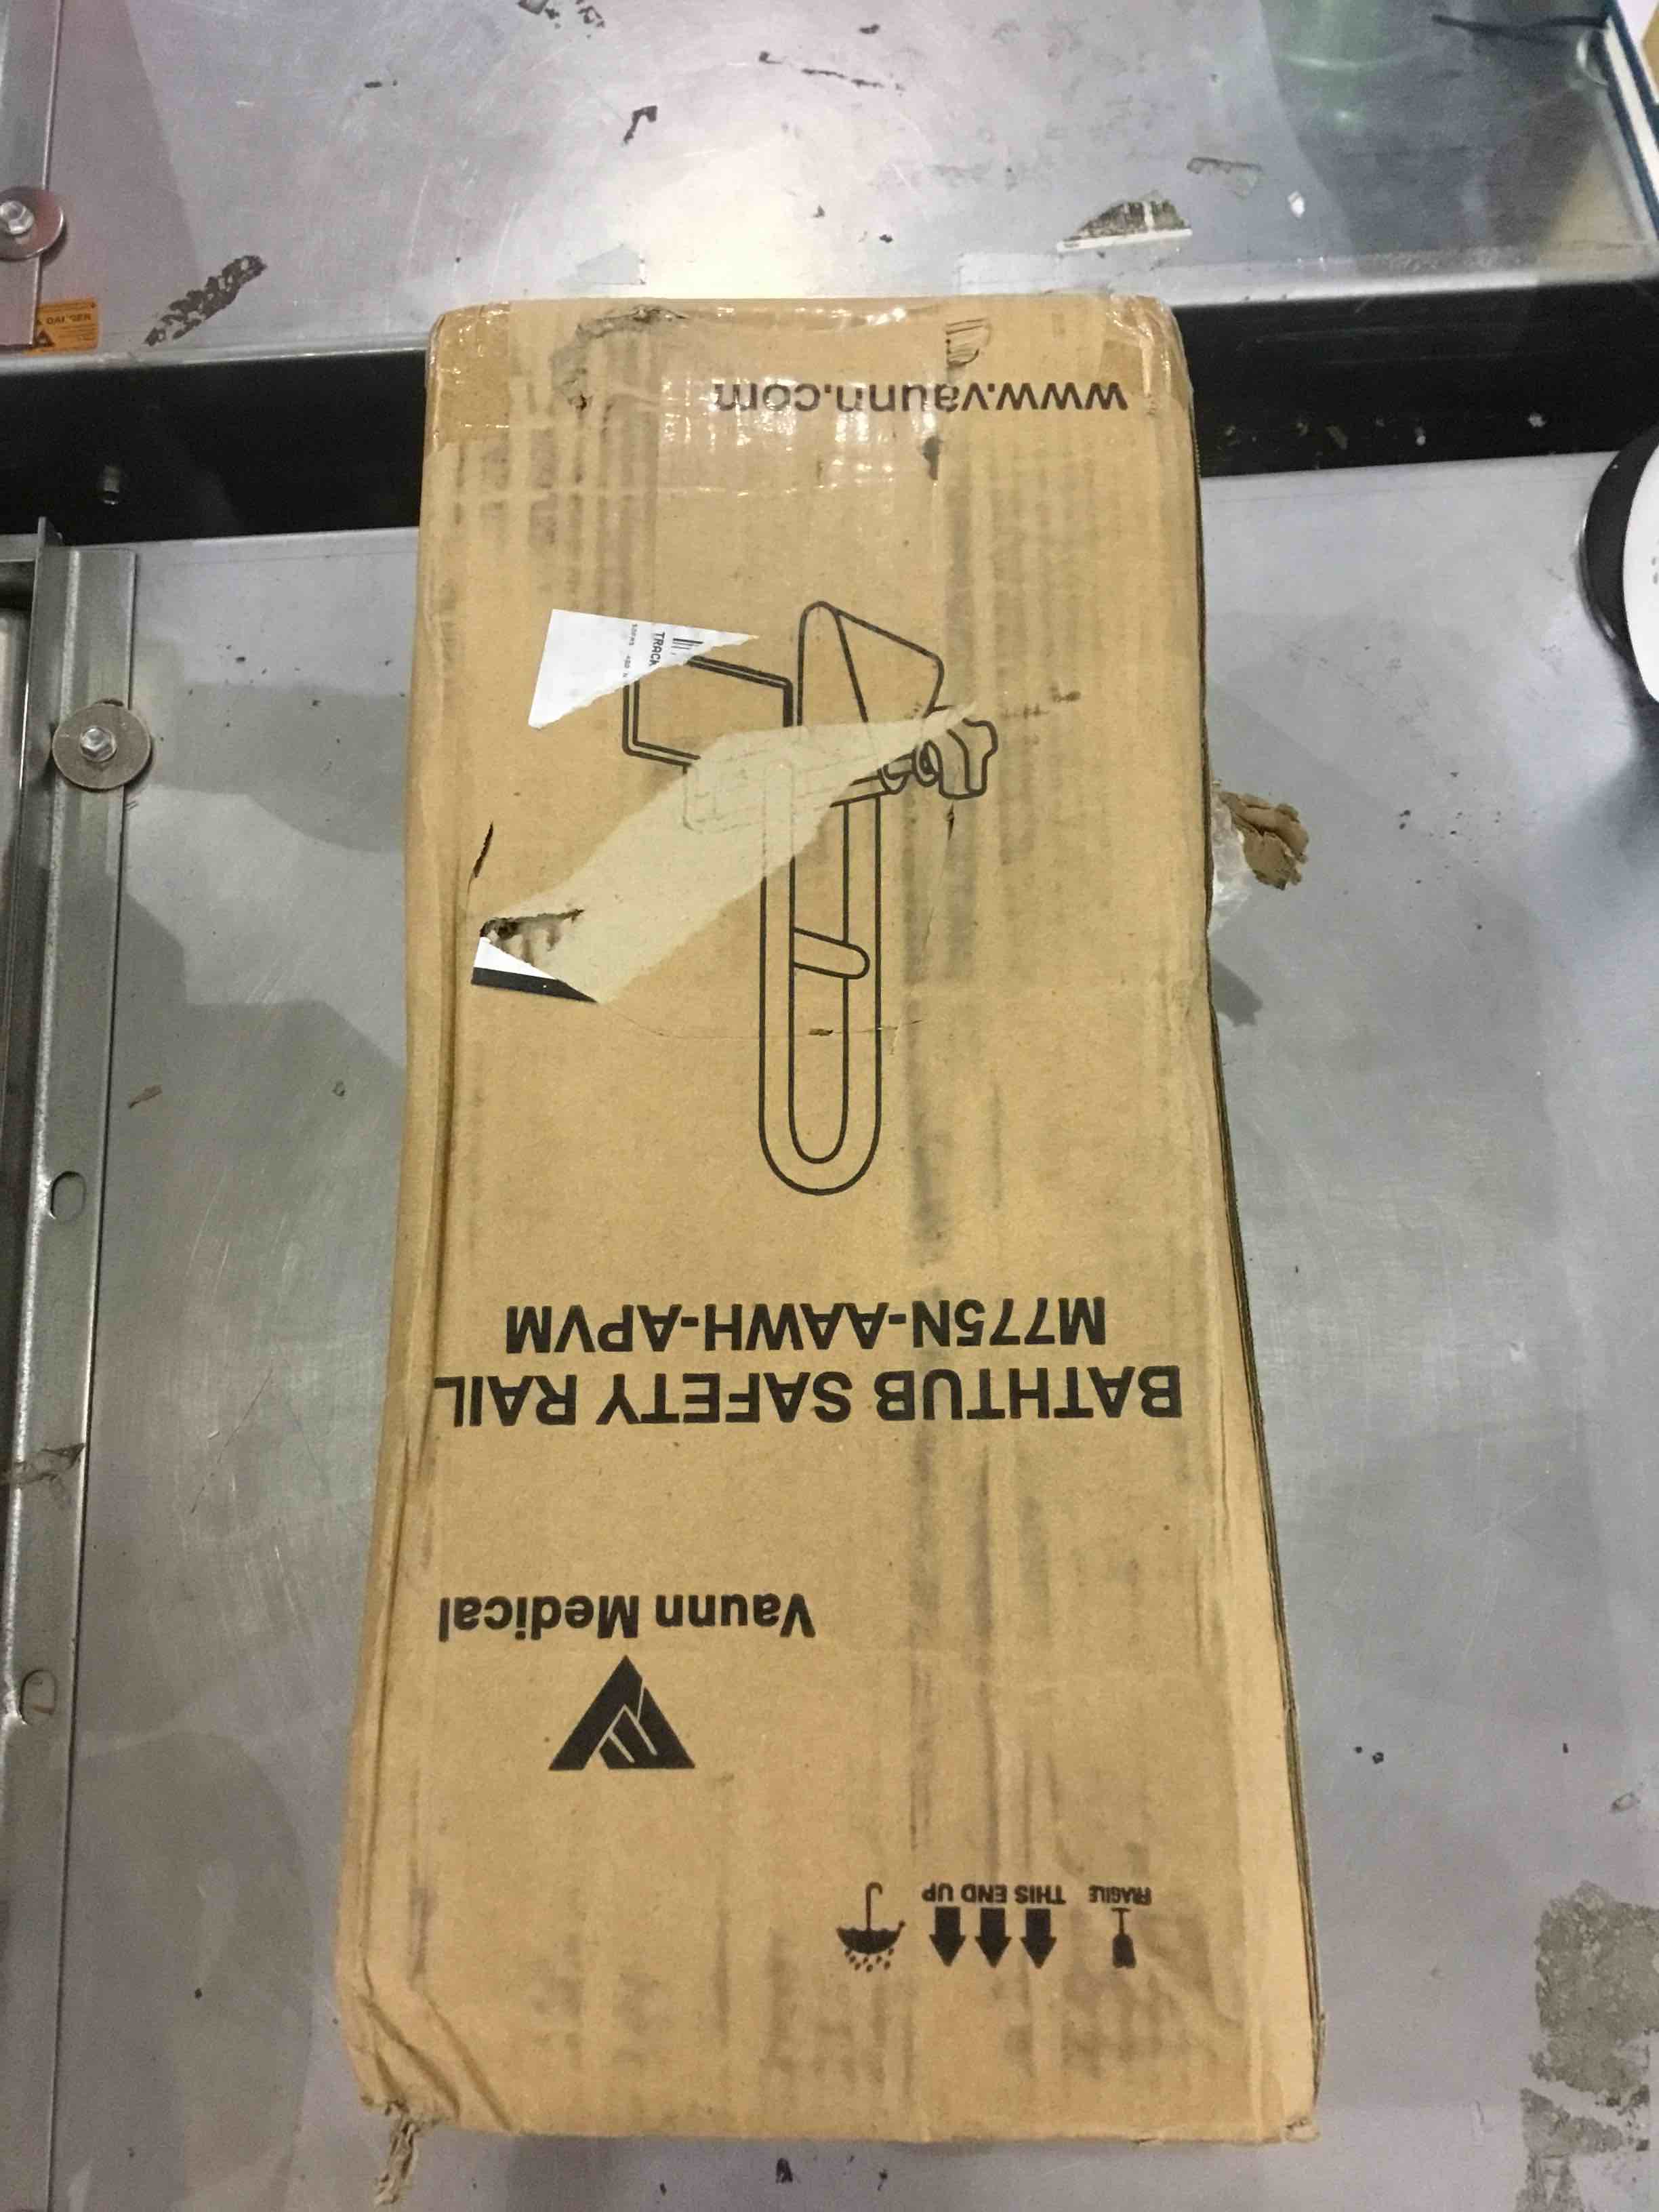 FRAGILE
THIS END UP
Vaunn Medical
BATHTUB SAFETY RAIL
M775N-AAWH-APVM
TRACK
www.vaunn.com